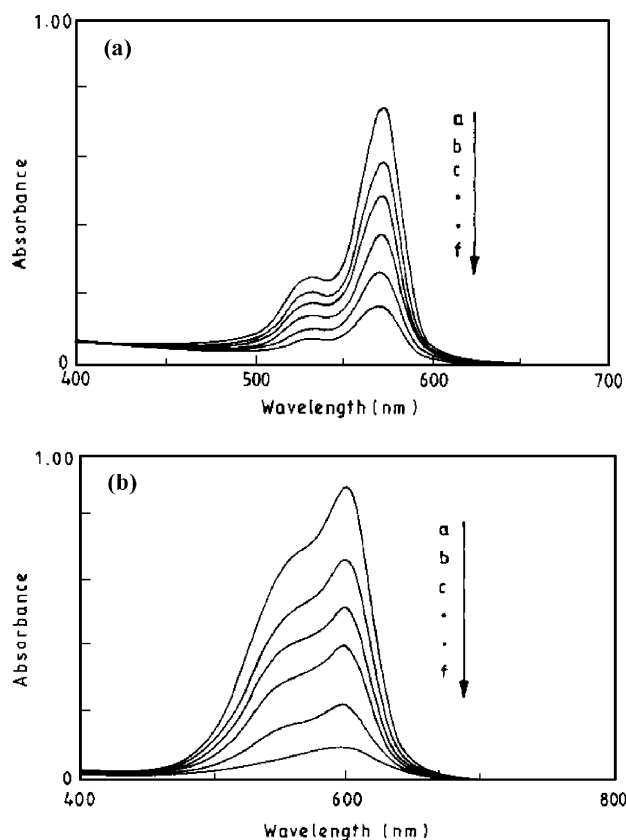 1.00
(a)
Absorbance
a
b
c
.
.
f
0
400 500 600 700
Wavelength (nm)
1.00
(b)
Absorbance
a
b
c
.
.
f
0
400 600 800
Wavelength (nm)